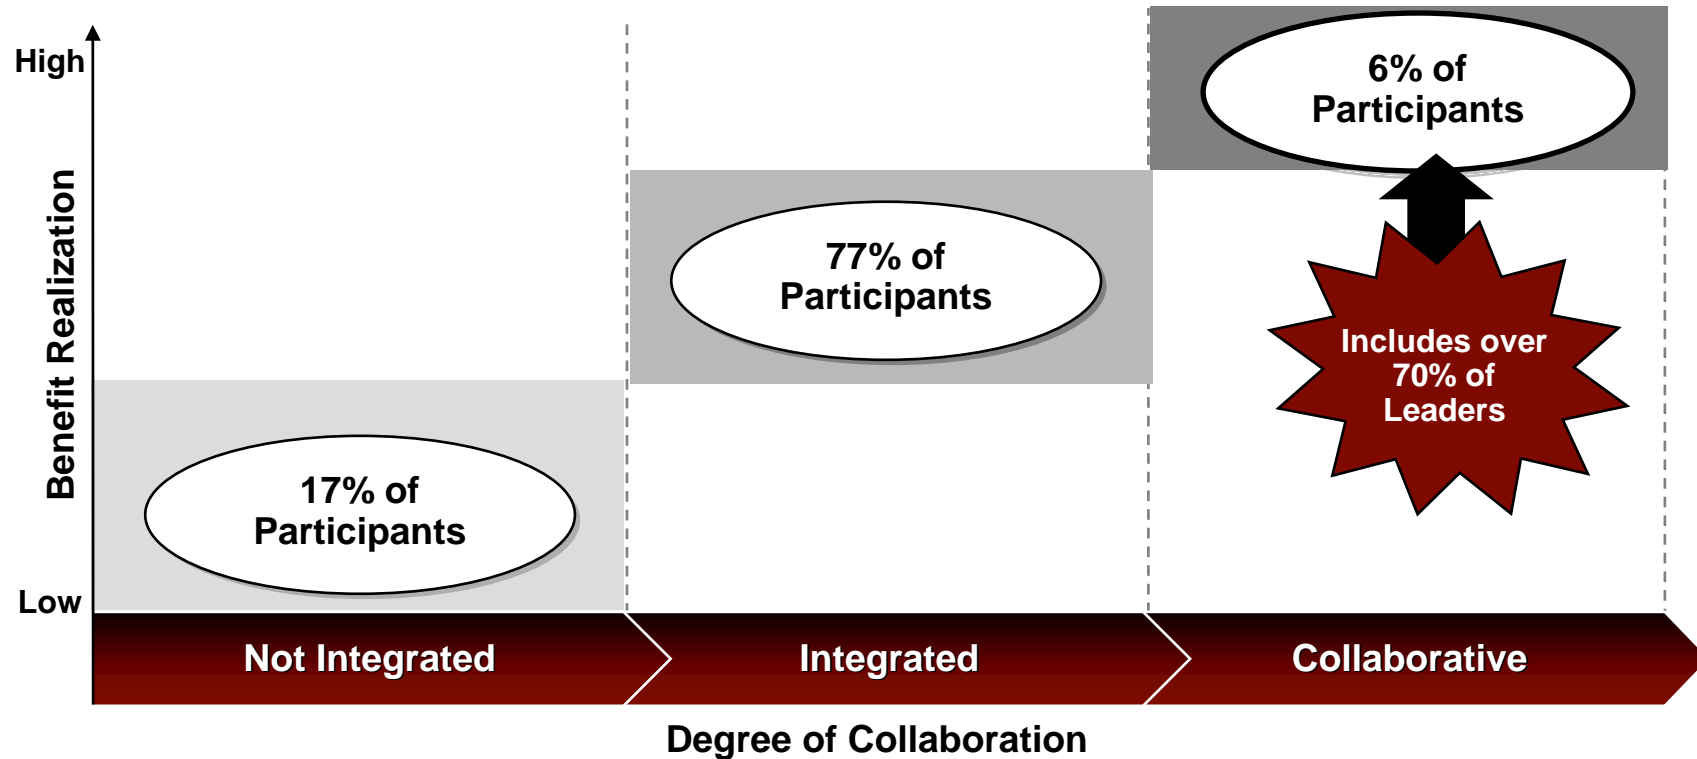 High
6% of
Participants
Benefit Realization
77% of
Participants
Includes over
70% of
Leaders
17% of
Participants
Low
Not Integrated
Integrated
Collaborative
Degree of Collaboration